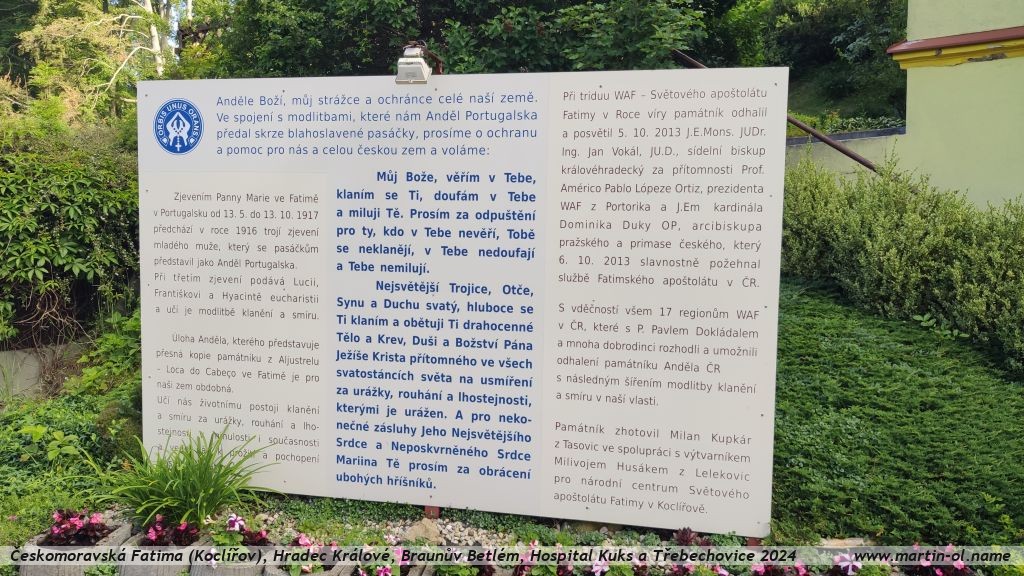 ORBIS UNUS ORANS
Anděle Boží, můj strážce a ochránce celé naší země.
Ve spojení s modlitbami, které nám Anděl Portugalska
předal skrze blahoslavené pasáčky, prosíme o ochranu
a pomoc pro nás a celou českou zem a voláme:
Zjevením Panny Marie ve Fatimě
v Portugalsku od 13. 5. do 13. 10. 1917
předchází v roce 1916 trojí zjevení
mladého muže, který se pasáčkům
představil jako Anděl Portugalska.
Při třetím zjevení podává Lucii,
Františkovi a Hyacintě eucharistii
a učí je modlitbě klanění a smíru.
Úloha Anděla, kterého představuje
přesná kopie památníku z Aljustrelu
- Loca do Cabeço ve Fatimě je pro
naši zem obdobná.
Učí nás životnímu postoji klanění
a smíru za urážky, rouhání a lho-
stejnost minulosti i současnosti
a pochopení
Můj Bože, věřím v Tebe,
klaním se Ti, doufám v Tebe
a miluji Tě. Prosím za odpuštění
pro ty, kdo v Tebe nevěří, Tobě
se neklanějí, v Tebe nedoufají
a Tebe nemilují.
Nejsvětější Trojice, Otče,
Synu a Duchu svatý, hluboce se
Ti klaním a obětuji Ti drahocenné
Tělo a Krev, Duši a Božství Pána
Ježíše Krista přítomného ve všech
svatostáncích světa na usmíření
za urážky, rouhání a lhostejnosti,
kterými je urážen. A pro neko-
nečné zásluhy Jeho Nejsvětějšího
Srdce a Neposkvrněného Srdce
Mariina Tě prosím za obrácení
ubohých hříšníků.
Při triduu WAF - Světového apoštolátu
Fatimy v Roce víry památník odhalil
a posvětil 5. 10. 2013 J.E.Mons. JUDr.
Ing. Jan Vokál, JU.D., sídelní biskup
královéhradecký za přítomnosti Prof.
Américo Pablo Lópeze Ortiz, prezidenta
WAF z Portorika a J.Em kardinála
Dominika Duky OP, arcibiskupa
pražského a primase českého, který
6. 10. 2013 slavnostně požehnal
službě Fatimského apoštolátu v ČR.
S vděčností všem 17 regionům WAF
v ČR, které s P. Pavlem Dokládalem
a mnoha dobrodinci rozhodli a umožnili
odhalení památníku Anděla ČR
s následným šířením modlitby klanění
a smíru v naší vlasti.
Památník zhotovil Milan Kupkár
z Tasovic ve spolupráci s výtvarníkem
Milivojem Husákem z Lelekovic
pro národní centrum Světového
apoštolátu Fatimy v Koclířově.
Českomoravská Fatima (Koclířov), Hradec Králové, Braunův Betlém, Hospital Kuks a Třebechovice 2024
www.martin-ol.name